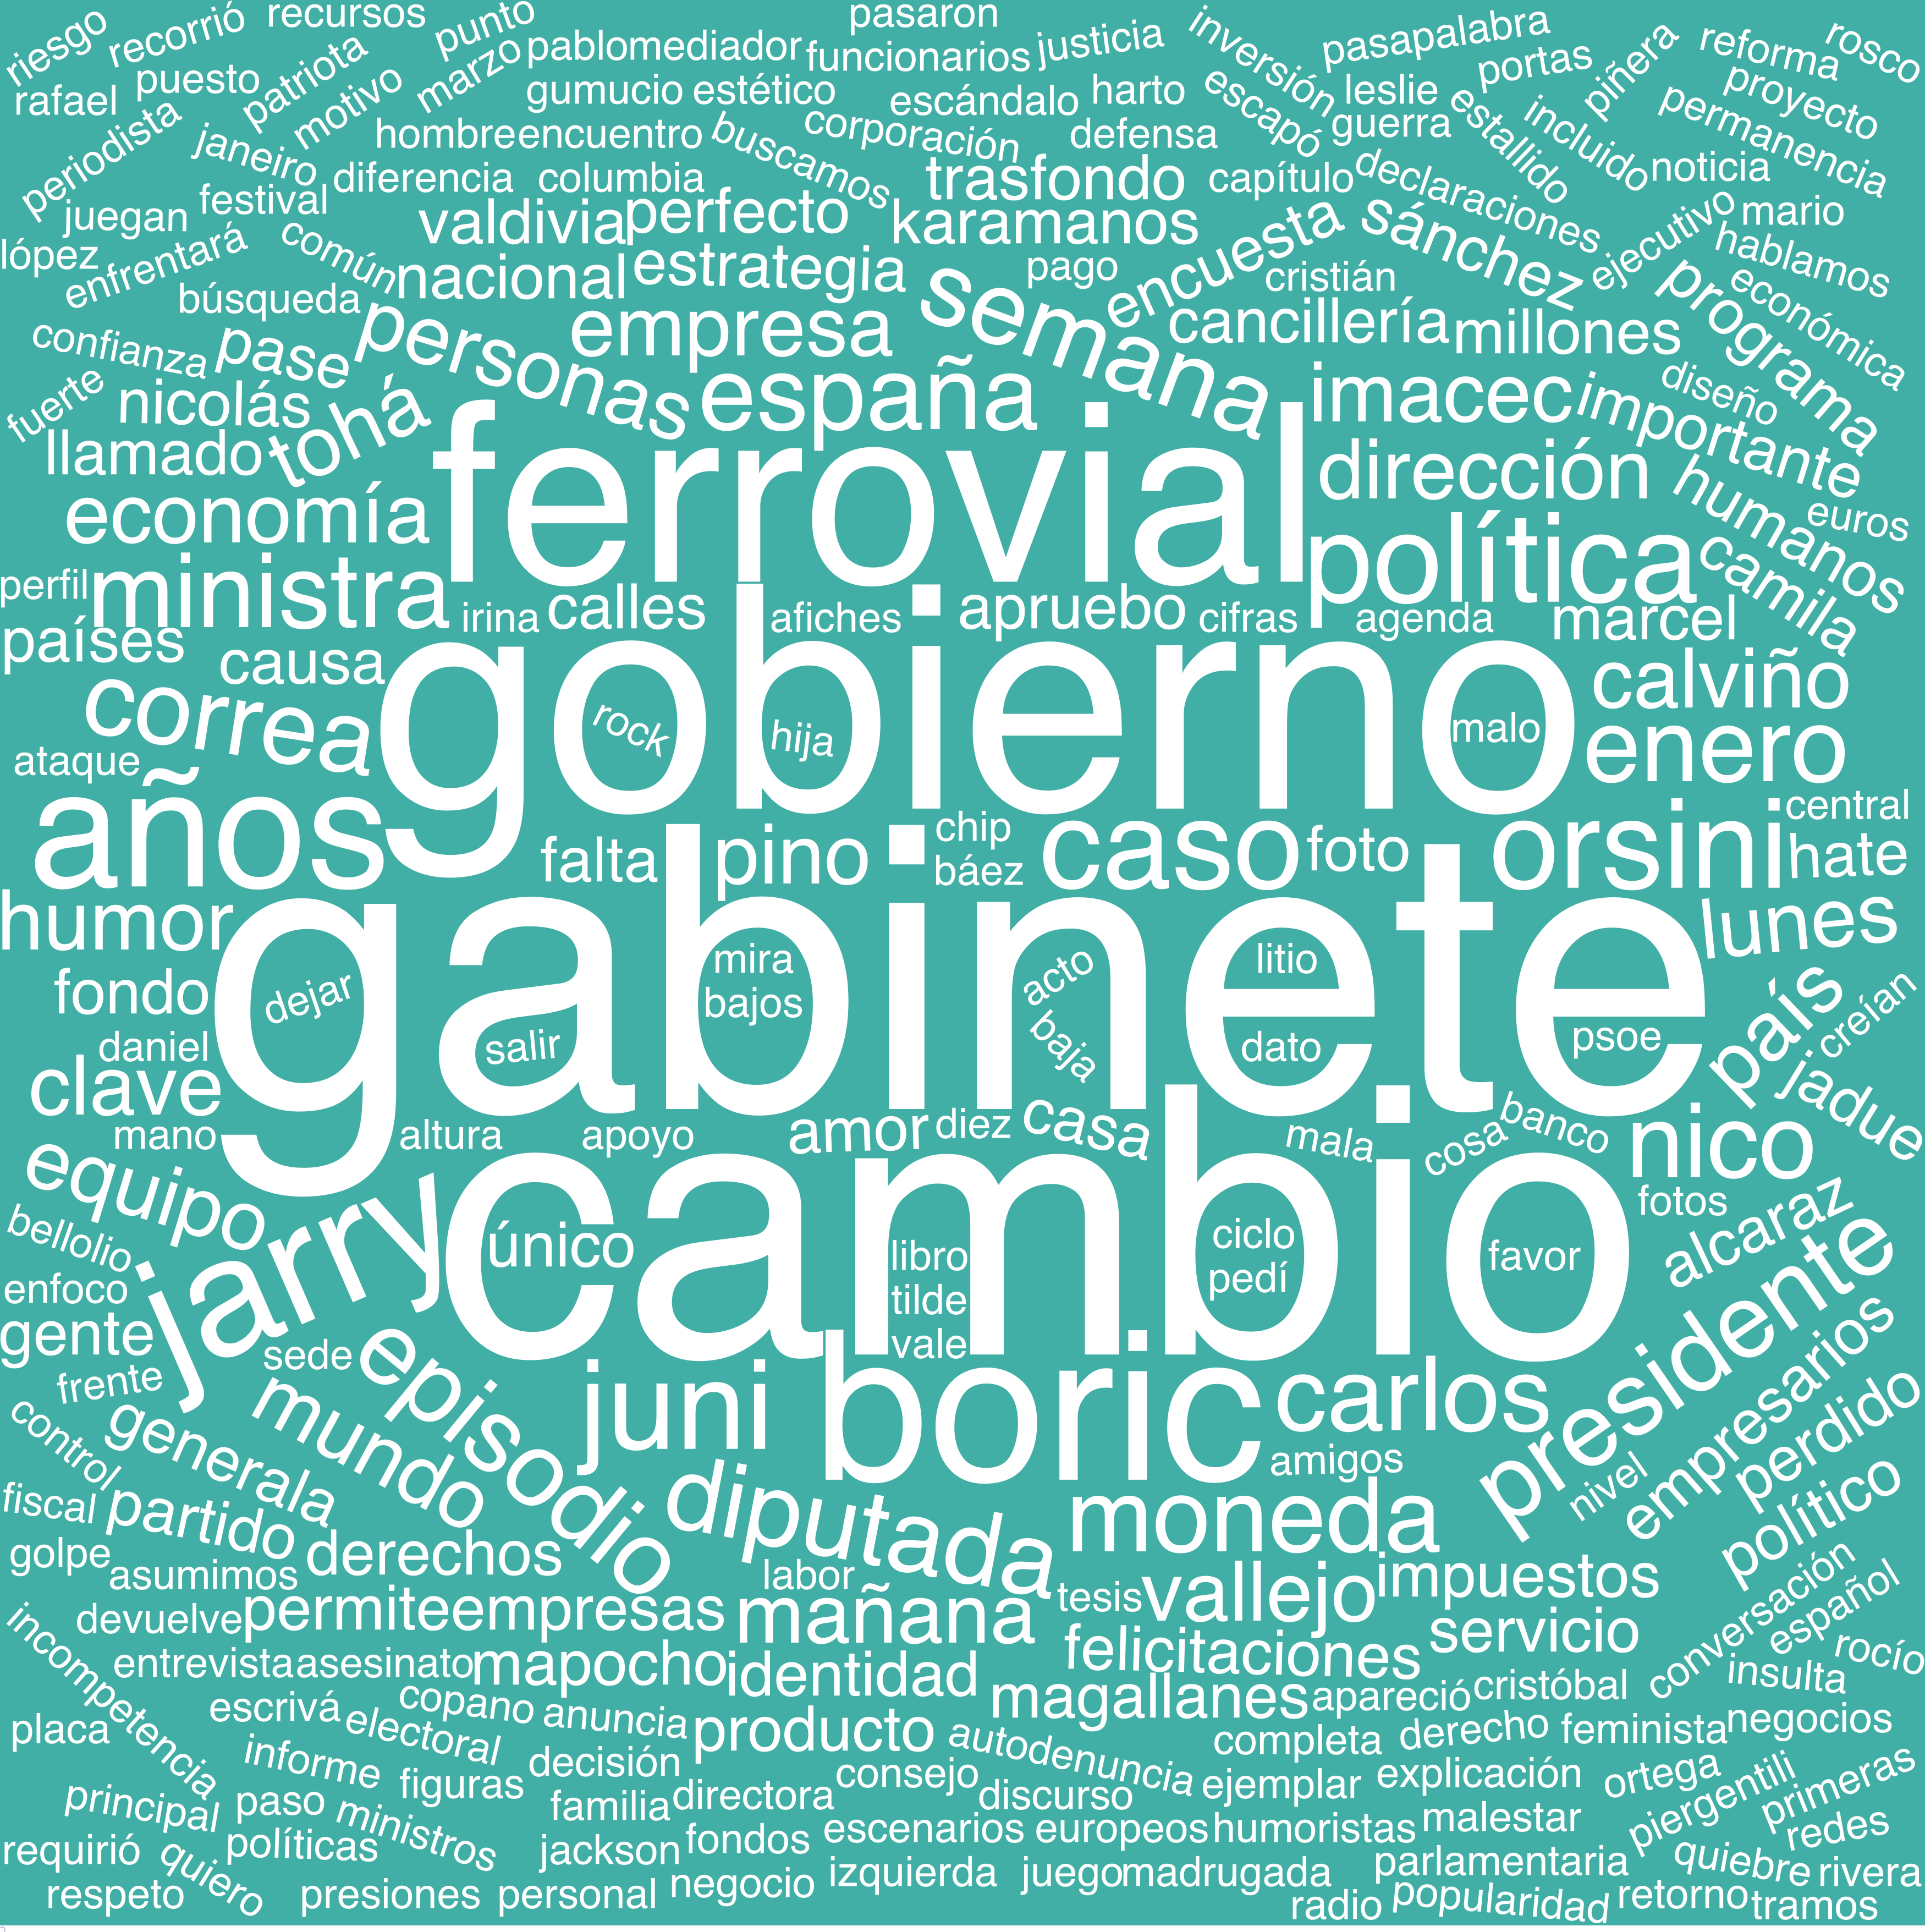 riesgo
recorrió
recursos
punto
pasaron
inversión
pasapalabra
piñera
reforma
rosco
rafael
puesto
patriota
motivo
marzo
pablomediador
funcionarios
justicia
portas
proyecto
periodista
janeiro
gumucio
estético
escándalo
harto
escapó
leslie
estallido
incluido
permanencia
hombre
encuentro
buscamos
corporación
defensa
guerra
noticia
juegan
festival
diferencia
columbia
trasfondo
capítulo
declaraciones
ejecutivo
mario
lópez
enfrentará
común
valdivia
perfecto
karamanos
encuesta
sánchez
hablamos
búsqueda
nacional
estrategia
semana
pago
cristián
programa
económica
confianza
pase
personas
empresa
cancillería
millones
fuerte
nicolás
tohá
españa
imacec
importante
diseño
llamado
ferrovial
dirección
humanos
euros
economía
política
camila
perfil
ministra
irina
calles
afiches
apruebo
cifras
agenda
marcel
países
causa
gobierno
calviño
correa
rock
hija
malo
enero
ataque
años
falta
pino
chip
báez
caso
foto
orsini
central
hate
humor
gabinete
lunes
fondo
dejar
mira
bajos
acto
litio
país
creían
daniel
salir
baja
dato
psoe
jadue
clave
mano
altura
apoyo
amor
diez
casa
mala
cosa
banco
nico
equipo
jarry
cambio
fotos
alcaraz
bellolio
único
libro
ciclo
pedí
favor
presidente
enfoco
tilde
gente
sede
episodio
vale
empresarios
frente
mundo
juni
boric
carlos
perdido
control
generala
amigos
nivel
fiscal
partido
diputada
moneda
político
golpe
asumimos
derechos
labor
tesis
vallejo
impuestos
conversación
español
incompetencia
devuelve
permite
empresas
mañana
felicitaciones
servicio
rocío
entrevista
asesinato
mapocho
identidad
magallanes
apareció
cristóbal
insulta
escrivá
copano
anuncia
producto
placa
electoral
autodenuncia
completa
derecho
feminista
negocios
informe
figuras
decisión
consejo
ejemplar
explicación
ortega
piergentili
primeras
principal
paso
ministros
familia
directora
discurso
malestar
redes
requirió
quiero
políticas
jackson
fondos
escenarios
europeos
humoristas
parlamentaria
quiebre
rivera
respeto
presiones
personal
negocio
izquierda
juego
madrugada
radio
popularidad
retorno
tramos